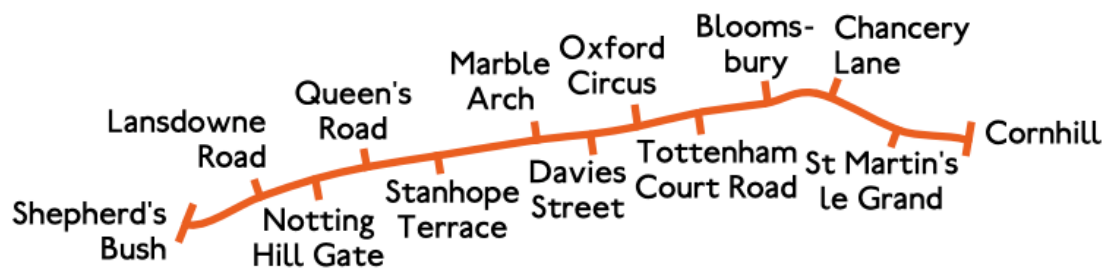 Shepherd's
Bush
Lansdowne
Road
Notting
Hill Gate
Queen's
Road
Stanhope
Terrace
Marble
Arch
Davies
Street
Oxford
Circus
Tottenham
Court Road
Blooms-
bury
Chancery
Lane
St Martin's
le Grand
Cornhill